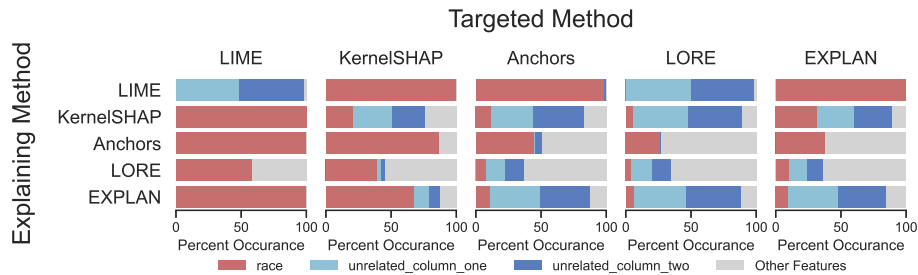 Targeted Method
Explaining Method
LIME KernelSHAP Anchors LORE EXPLAN
LIME
KernelSHAP
Anchors
LORE
EXPLAN
0 50 100 0 50 100 0 50 100 0 50 100 0 50 100
Percent Occurance Percent Occurance Percent Occurance Percent Occurance Percent Occurance
race unrelated_column_one unrelated_column_two Other Features